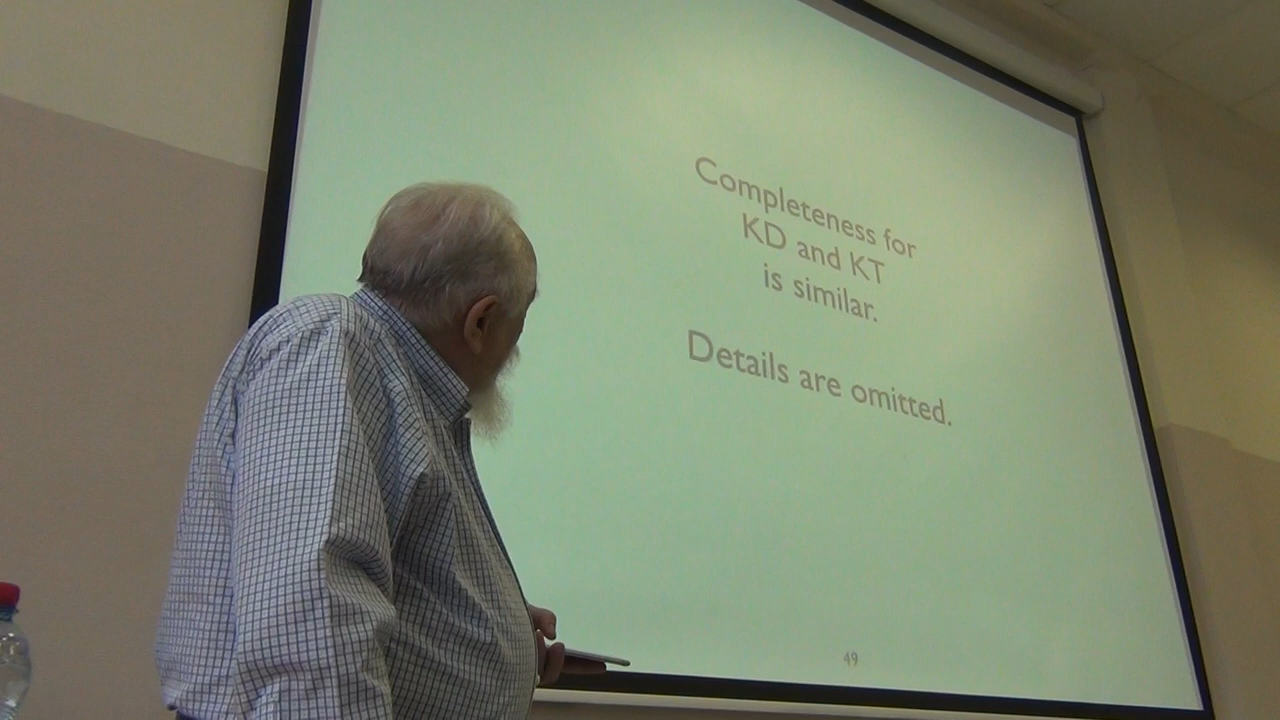 Completeness for
KD and KT
is similar.
Details are omitted.
49